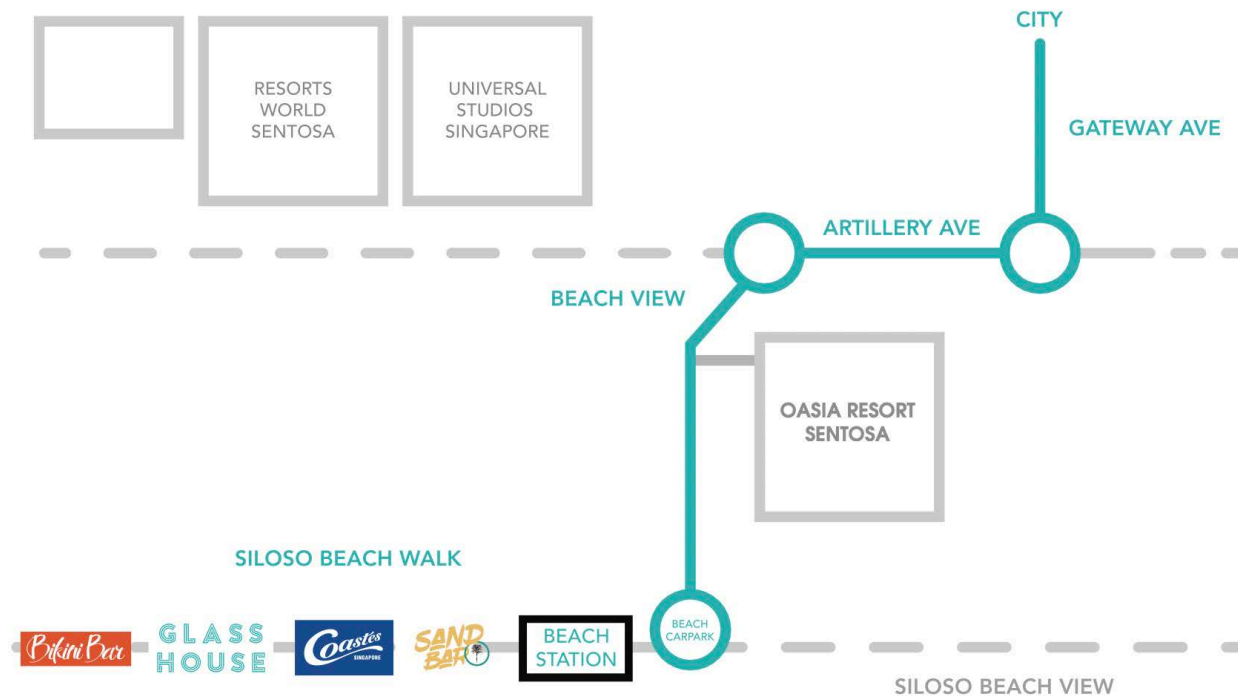 CITY
RESORTS
WORLD
SENTOSA
UNIVERSAL
STUDIOS
SINGAPORE
GATEWAY AVE
ARTILLERY AVE
BEACH VIEW
OASIA RESORT
SENTOSA
SILOSO BEACH WALK
Bikini Bar
GLASS
HOUSE
Coastes
SINGAPORE
SAND
BAR
BEACH
STATION
BEACH
CARPARK
SILOSO BEACH VIEW